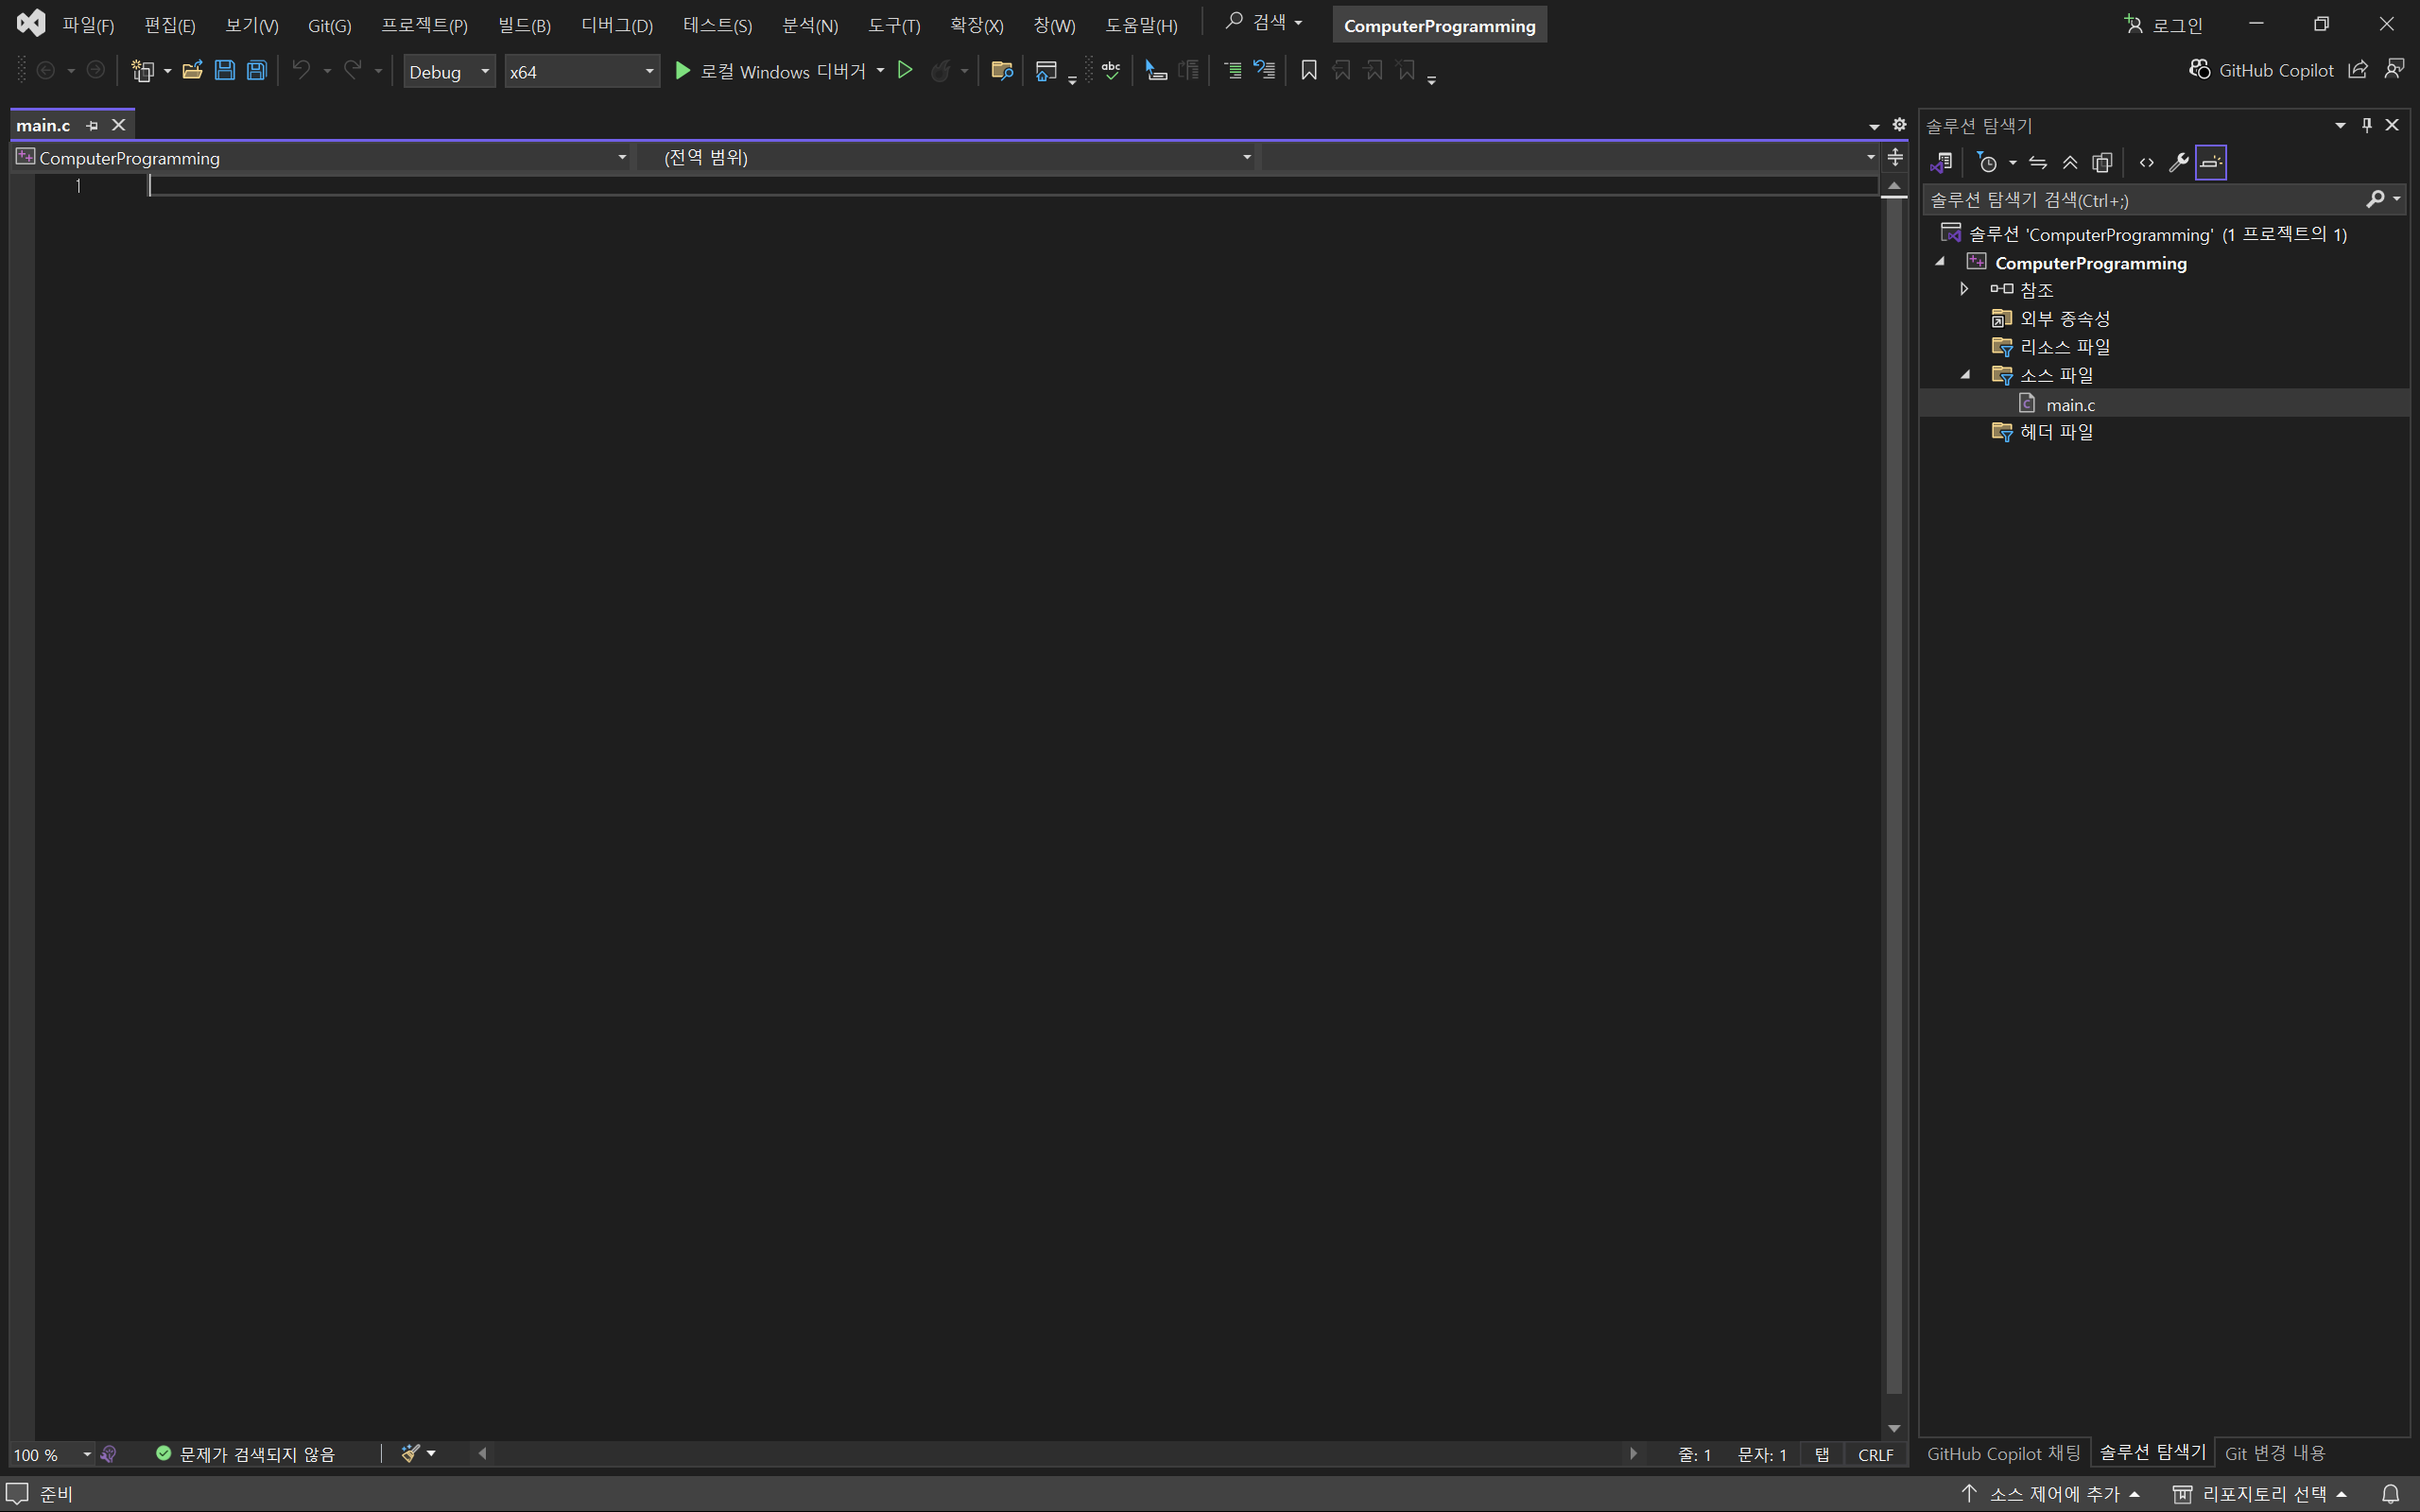 파일(F) 편집(E) 보기(V) Git(G) 프로젝트(P) 빌드(B) 디버그(D) 테스트(S) 분석(N) 도구(T) 확장(X) 창(W) 도움말(H) 검색 ComputerProgramming 로그인
Debug x64 로컬 Windows 디버거 abc GitHub Copilot
main.c
솔루션 탐색기
ComputerProgramming (전역 범위)
1
솔루션 탐색기 검색(Ctrl+;)
솔루션 'ComputerProgramming' (1 프로젝트의 1)
ComputerProgramming
참조
외부 종속성
리소스 파일
소스 파일
main.c
헤더 파일
100 % 문제가 검색되지 않음 줄: 1 문자: 1 탭 CRLF
GitHub Copilot 채팅 솔루션 탐색기 Git 변경 내용
준비 소스 제어에 추가 리포지토리 선택